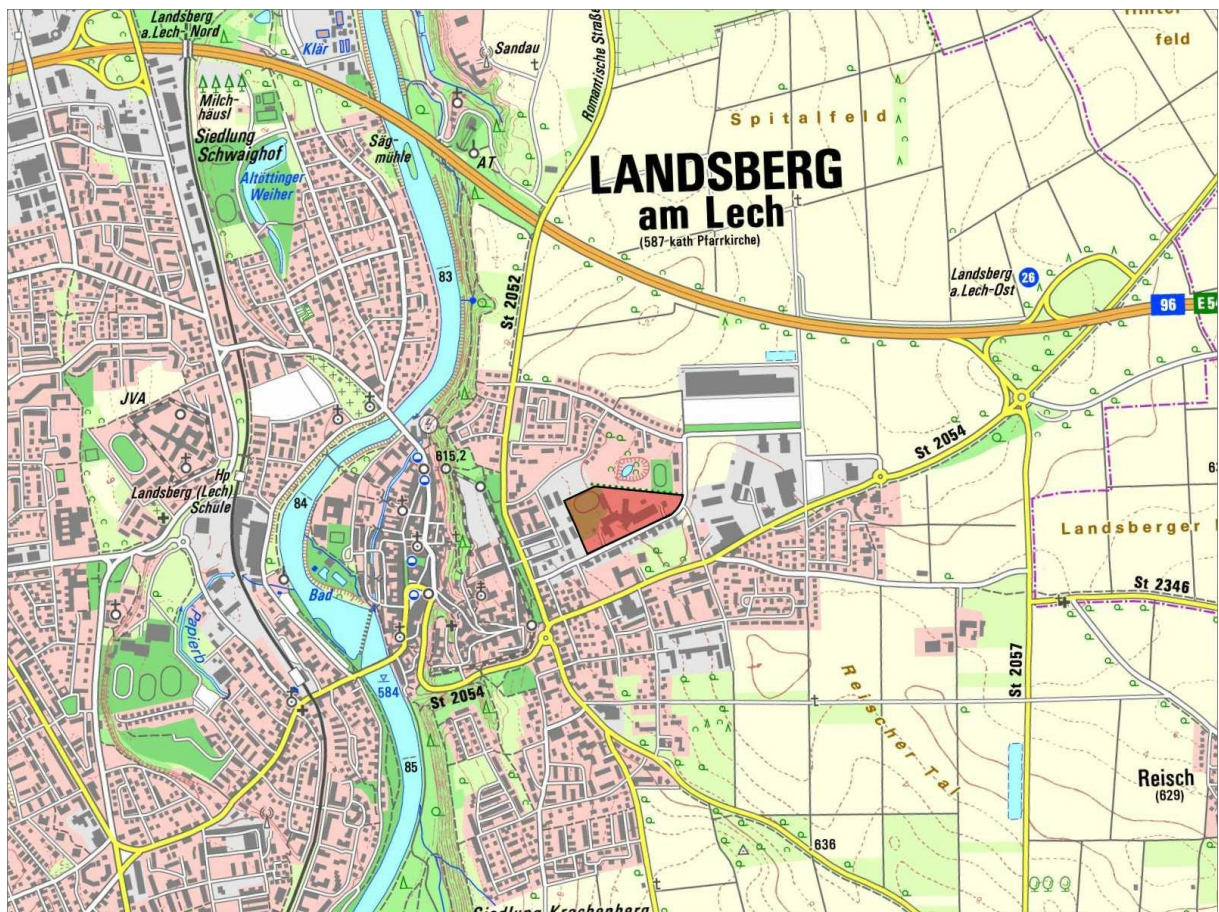 Landsberg
a.Lech-Nord
Klär
Sandau
Romantische Straße
feld
Milch-
häusl
Siedlung
Schwaighof
Altöttinger
Weiher
Säg-
mühle
AT
Spitalfeld
LANDSBERG
am Lech
(587 kath Pfarrkirche)
83
St 2052
Landsberg
a.Lech-Ost
26
96
E 54
JVA
Hp
Landsberg (Lech)
Schule
615,2
84
St 2054
Landsberger
St 2346
Papierb
Bad
584
St 2054
St 2057
Reischer Tal
85
Reisch
(629)
636
Siedlung Krachenberg